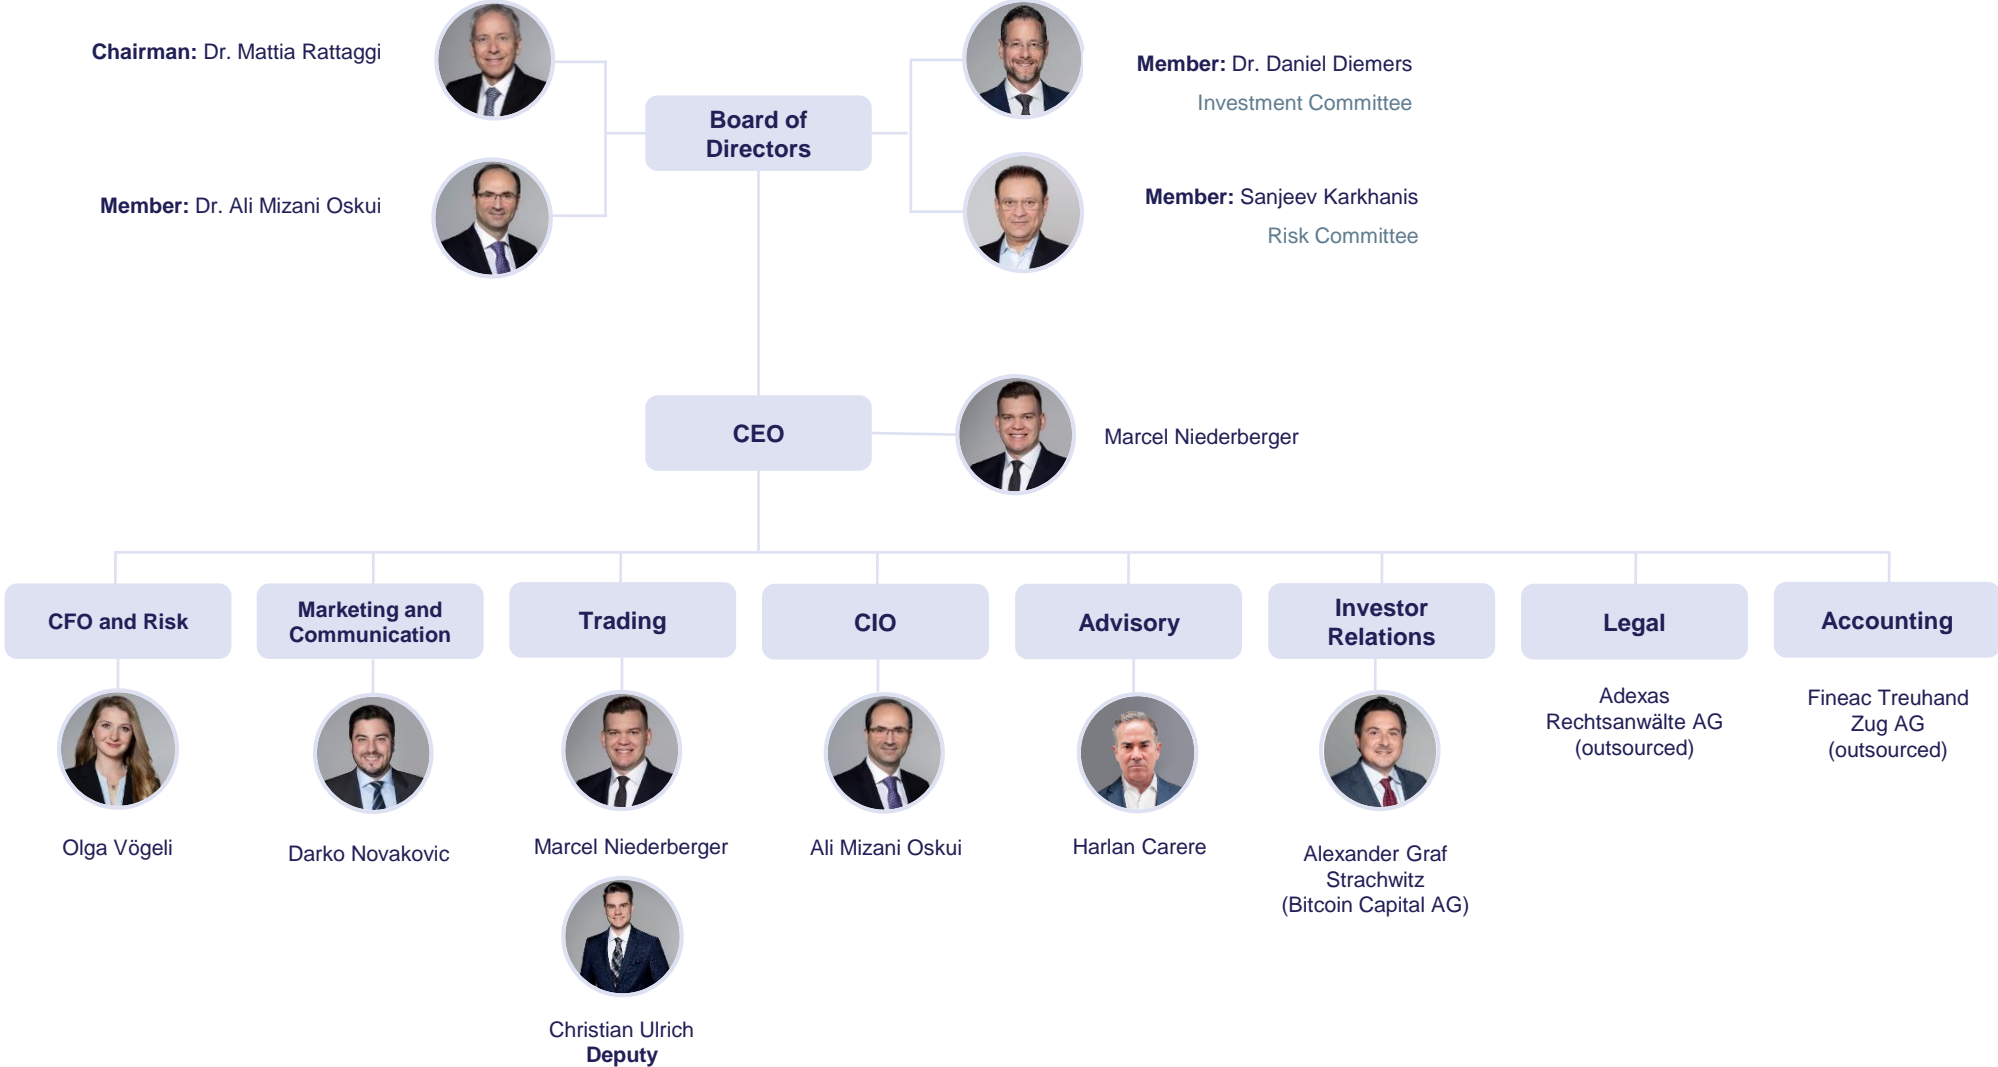 Chairman: Dr. Mattia Rattaggi
Member: Dr. Ali Mizani Oskui
Board of
Directors
Member: Dr. Daniel Diemers
Investment Committee
Member: Sanjeev Karkhanis
Risk Committee
CEO
Marcel Niederberger
CFO and Risk
Olga Vögeli
Marketing and
Communication
Darko Novakovic
Trading
Marcel Niederberger
Christian Ulrich
Deputy
CIO
Ali Mizani Oskui
Advisory
Harlan Carere
Investor
Relations
Alexander Graf
Strachwitz
(Bitcoin Capital AG)
Legal
Adexas
Rechtsanwälte AG
(outsourced)
Accounting
Fineac Treuhand
Zug AG
(outsourced)